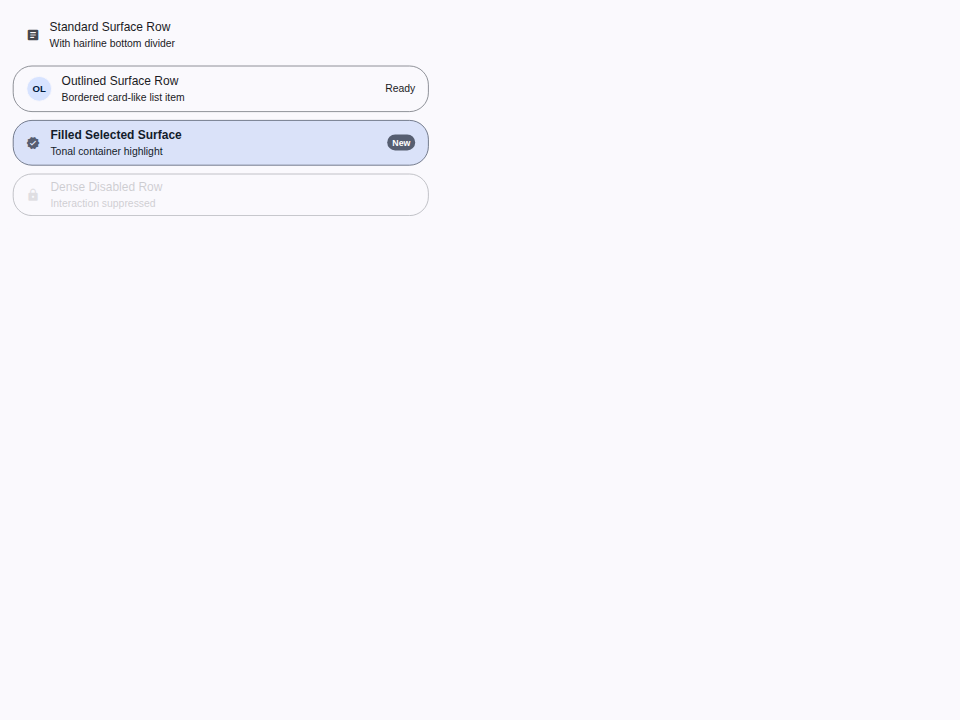 Standard Surface Row
With hairline bottom divider
OL
Outlined Surface Row
Bordered card-like list item
Ready
Filled Selected Surface
Tonal container highlight
New
Dense Disabled Row
Interaction suppressed